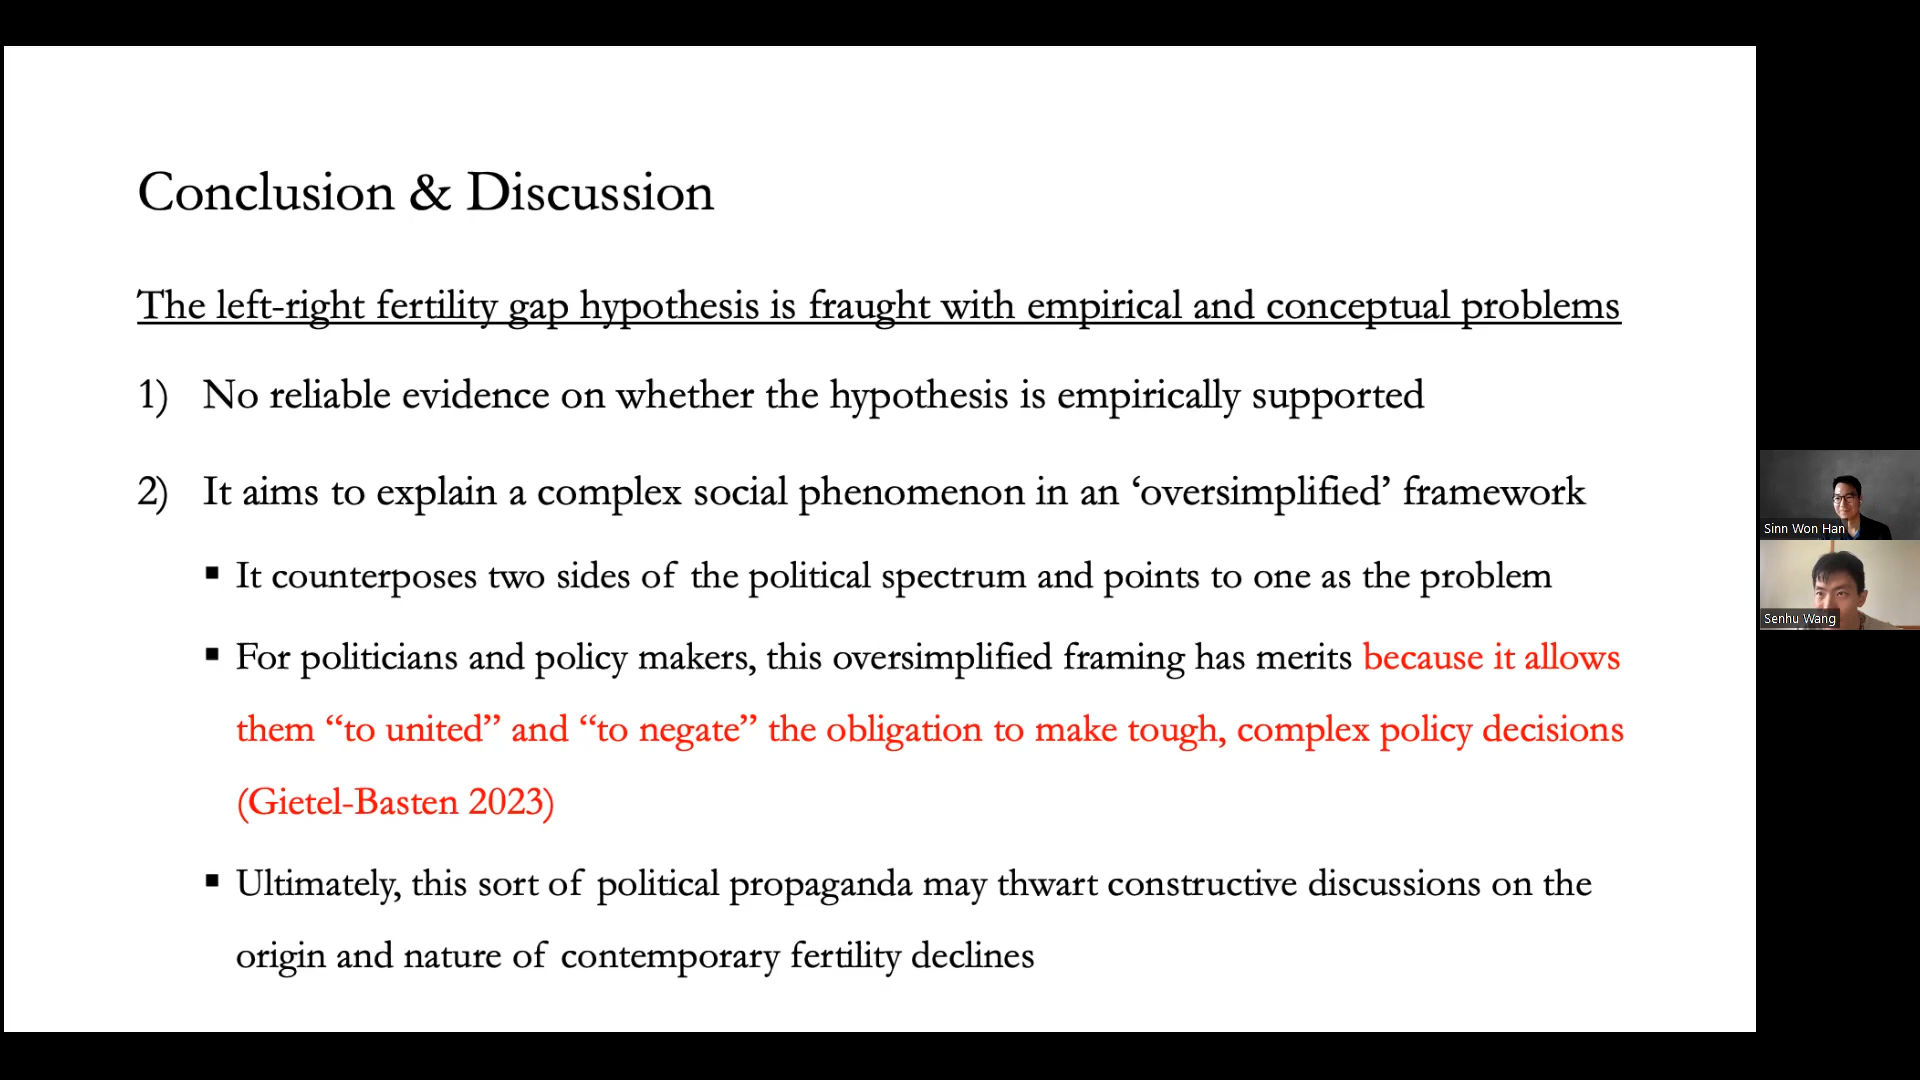 Conclusion & Discussion
The left-right fertility gap hypothesis is fraught with empirical and conceptual problems
1) No reliable evidence on whether the hypothesis is empirically supported
2) It aims to explain a complex social phenomenon in an ‘oversimplified’ framework
▪ It counterposes two sides of the political spectrum and points to one as the problem
▪ For politicians and policy makers, this oversimplified framing has merits because it allows
them “to united” and “to negate” the obligation to make tough, complex policy decisions
(Gietel-Basten 2023)
▪ Ultimately, this sort of political propaganda may thwart constructive discussions on the
origin and nature of contemporary fertility declines
Sinn Won Han
Senhu Wang